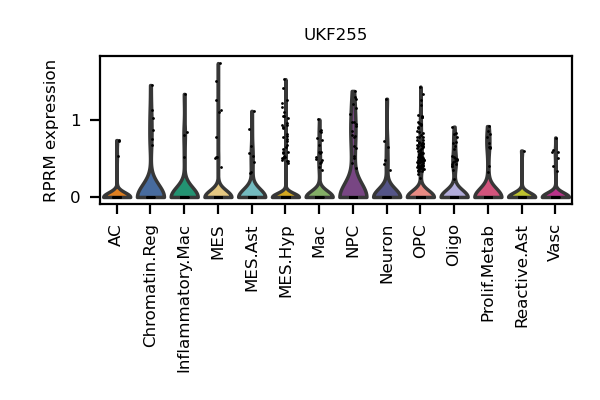 UKF255
RPRM expression
1
0
AC
Chromatin.Reg
Inflammatory.Mac
MES
MES.Ast
MES.Hyp
Mac
NPC
Neuron
OPC
Oligo
Prolif.Metab
Reactive.Ast
Vasc